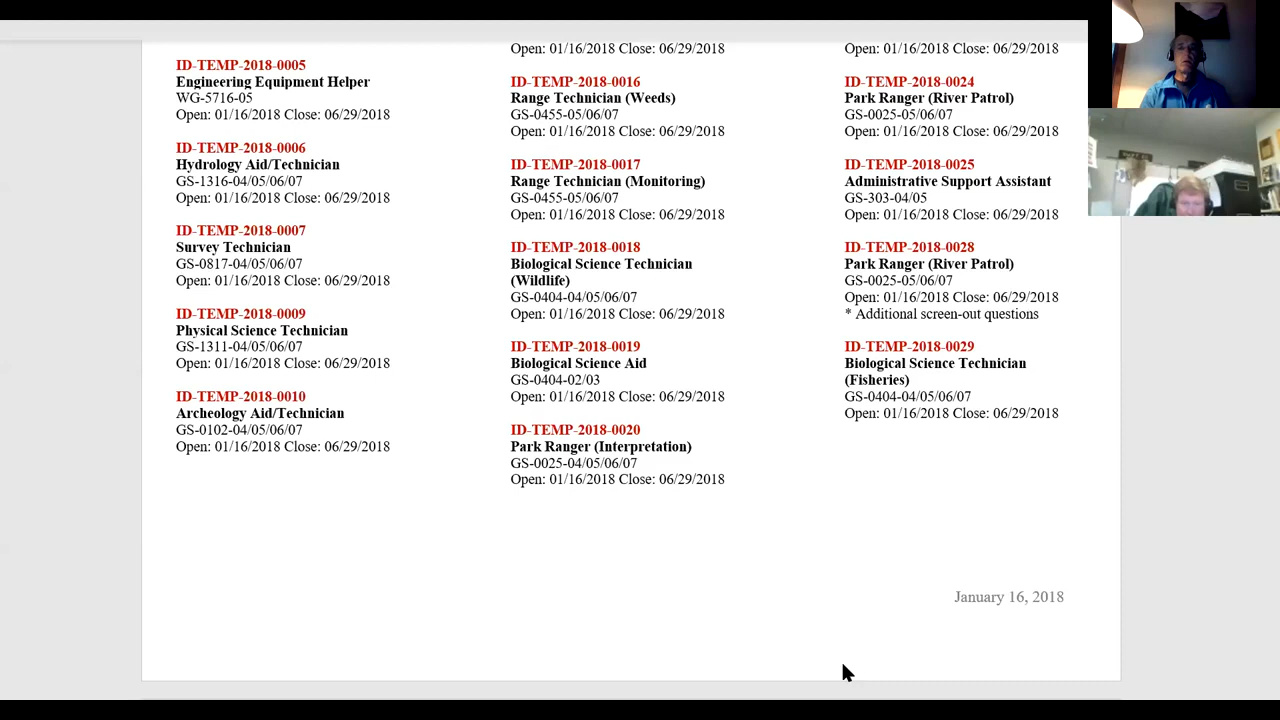 ID-TEMP-2018-0005
Engineering Equipment Helper
WG-5716-05
Open: 01/16/2018 Close: 06/29/2018
ID-TEMP-2018-0006
Hydrology Aid/Technician
GS-1316-04/05/06/07
Open: 01/16/2018 Close: 06/29/2018
ID-TEMP-2018-0007
Survey Technician
GS-0817-04/05/06/07
Open: 01/16/2018 Close: 06/29/2018
ID-TEMP-2018-0009
Physical Science Technician
GS-1311-04/05/06/07
Open: 01/16/2018 Close: 06/29/2018
ID-TEMP-2018-0010
Archeology Aid/Technician
GS-0102-04/05/06/07
Open: 01/16/2018 Close: 06/29/2018
Open: 01/16/2018 Close: 06/29/2018
ID-TEMP-2018-0016
Range Technician (Weeds)
GS-0455-05/06/07
Open: 01/16/2018 Close: 06/29/2018
ID-TEMP-2018-0017
Range Technician (Monitoring)
GS-0455-05/06/07
Open: 01/16/2018 Close: 06/29/2018
ID-TEMP-2018-0018
Biological Science Technician
(Wildlife)
GS-0404-04/05/06/07
Open: 01/16/2018 Close: 06/29/2018
ID-TEMP-2018-0019
Biological Science Aid
GS-0404-02/03
Open: 01/16/2018 Close: 06/29/2018
ID-TEMP-2018-0020
Park Ranger (Interpretation)
GS-0025-04/05/06/07
Open: 01/16/2018 Close: 06/29/2018
Open: 01/16/2018 Close: 06/29/2018
ID-TEMP-2018-0024
Park Ranger (River Patrol)
GS-0025-05/06/07
Open: 01/16/2018 Close: 06/29/2018
ID-TEMP-2018-0025
Administrative Support Assistant
GS-303-04/05
Open: 01/16/2018 Close: 06/29/2018
ID-TEMP-2018-0028
Park Ranger (River Patrol)
GS-0025-05/06/07
Open: 01/16/2018 Close: 06/29/2018
* Additional screen-out questions
ID-TEMP-2018-0029
Biological Science Technician
(Fisheries)
GS-0404-04/05/06/07
Open: 01/16/2018 Close: 06/29/2018
January 16, 2018